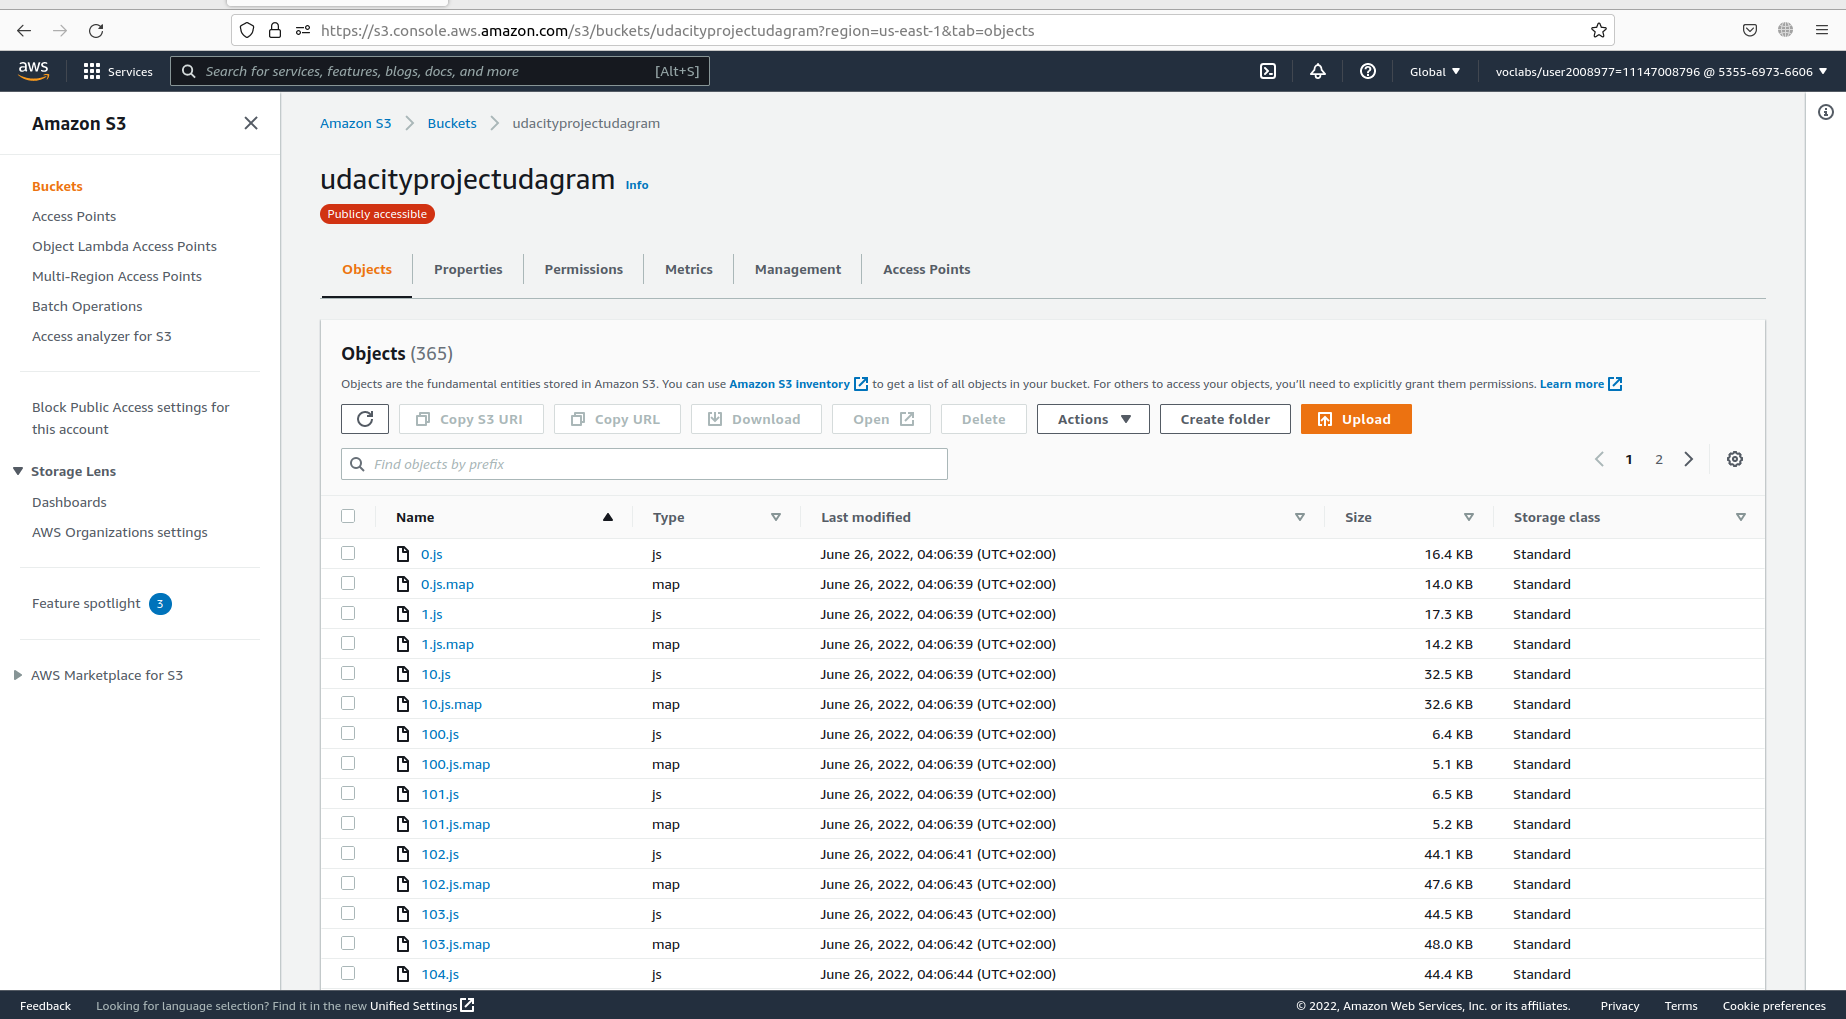 https://s3.console.aws.amazon.com/s3/buckets/udacityprojectudagram?region=us-east-1&tab=objects
aws Services Search for services, features, blogs, docs, and more [Alt+S] Global voclabs/user2008977=11147008796 @ 5355-6973-6606
Amazon S3
Buckets
Access Points
Object Lambda Access Points
Multi-Region Access Points
Batch Operations
Access analyzer for S3
Block Public Access settings for
this account
Storage Lens
Dashboards
AWS Organizations settings
Feature spotlight 3
AWS Marketplace for S3
Amazon S3 Buckets udacityprojectudagram
udacityprojectudagram Info
Publicly accessible
Objects Properties Permissions Metrics Management Access Points
Objects (365)
Objects are the fundamental entities stored in Amazon S3. You can use Amazon S3 inventory to get a list of all objects in your bucket. For others to access your objects, you'll need to explicitly grant them permissions. Learn more
Copy S3 URI Copy URL Download Open Delete Actions Create folder Upload
Find objects by prefix 1 2
Name Type Last modified Size Storage class
0.js js June 26, 2022, 04:06:39 (UTC+02:00) 16.4 KB Standard
0.js.map map June 26, 2022, 04:06:39 (UTC+02:00) 14.0 KB Standard
1.js js June 26, 2022, 04:06:39 (UTC+02:00) 17.3 KB Standard
1.js.map map June 26, 2022, 04:06:39 (UTC+02:00) 14.2 KB Standard
10.js js June 26, 2022, 04:06:39 (UTC+02:00) 32.5 KB Standard
10.js.map map June 26, 2022, 04:06:39 (UTC+02:00) 32.6 KB Standard
100.js js June 26, 2022, 04:06:39 (UTC+02:00) 6.4 KB Standard
100.js.map map June 26, 2022, 04:06:39 (UTC+02:00) 5.1 KB Standard
101.js js June 26, 2022, 04:06:39 (UTC+02:00) 6.5 KB Standard
101.js.map map June 26, 2022, 04:06:39 (UTC+02:00) 5.2 KB Standard
102.js js June 26, 2022, 04:06:41 (UTC+02:00) 44.1 KB Standard
102.js.map map June 26, 2022, 04:06:43 (UTC+02:00) 47.6 KB Standard
103.js js June 26, 2022, 04:06:43 (UTC+02:00) 44.5 KB Standard
103.js.map map June 26, 2022, 04:06:42 (UTC+02:00) 48.0 KB Standard
104.js js June 26, 2022, 04:06:44 (UTC+02:00) 44.4 KB Standard
Feedback Looking for language selection? Find it in the new Unified Settings © 2022, Amazon Web Services, Inc. or its affiliates. Privacy Terms Cookie preferences